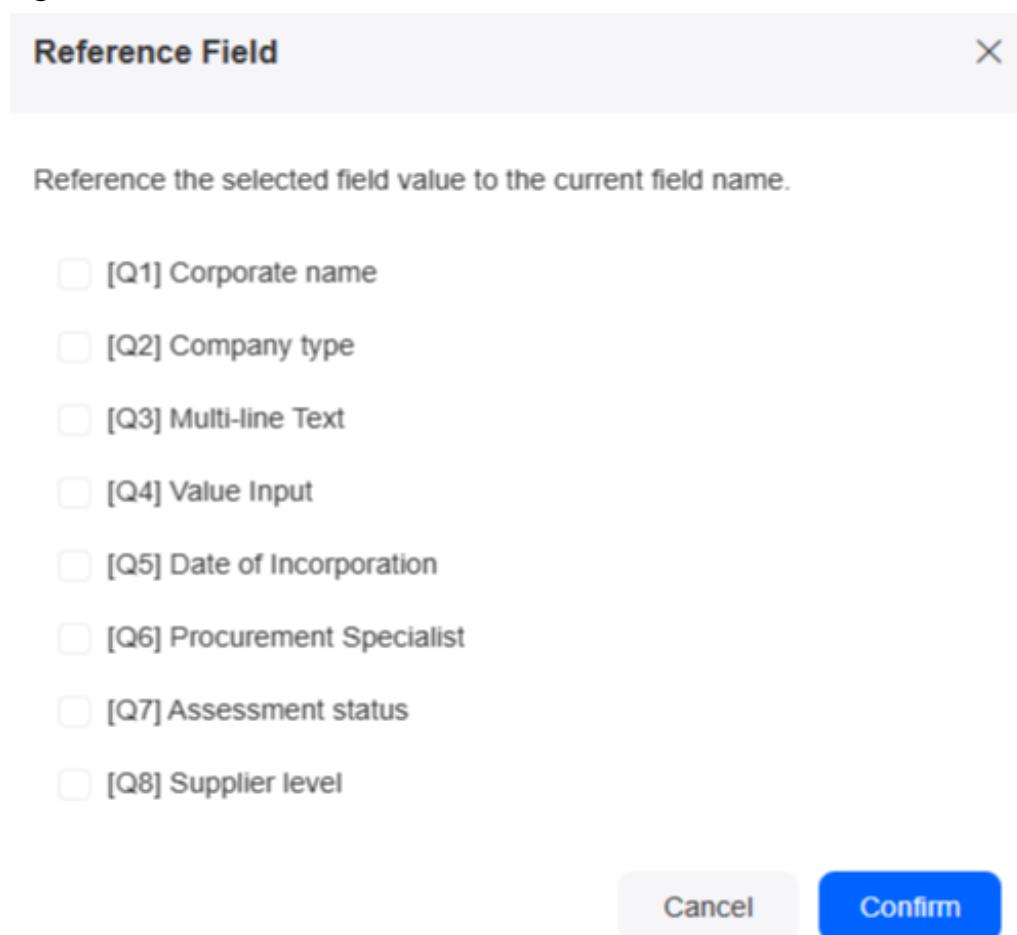 Reference Field
Reference the selected field value to the current field name.
[Q1] Corporate name
[Q2] Company type
[Q3] Multi-line Text
[Q4] Value Input
[Q5] Date of Incorporation
[Q6] Procurement Specialist
[Q7] Assessment status
[Q8] Supplier level
Cancel Confirm